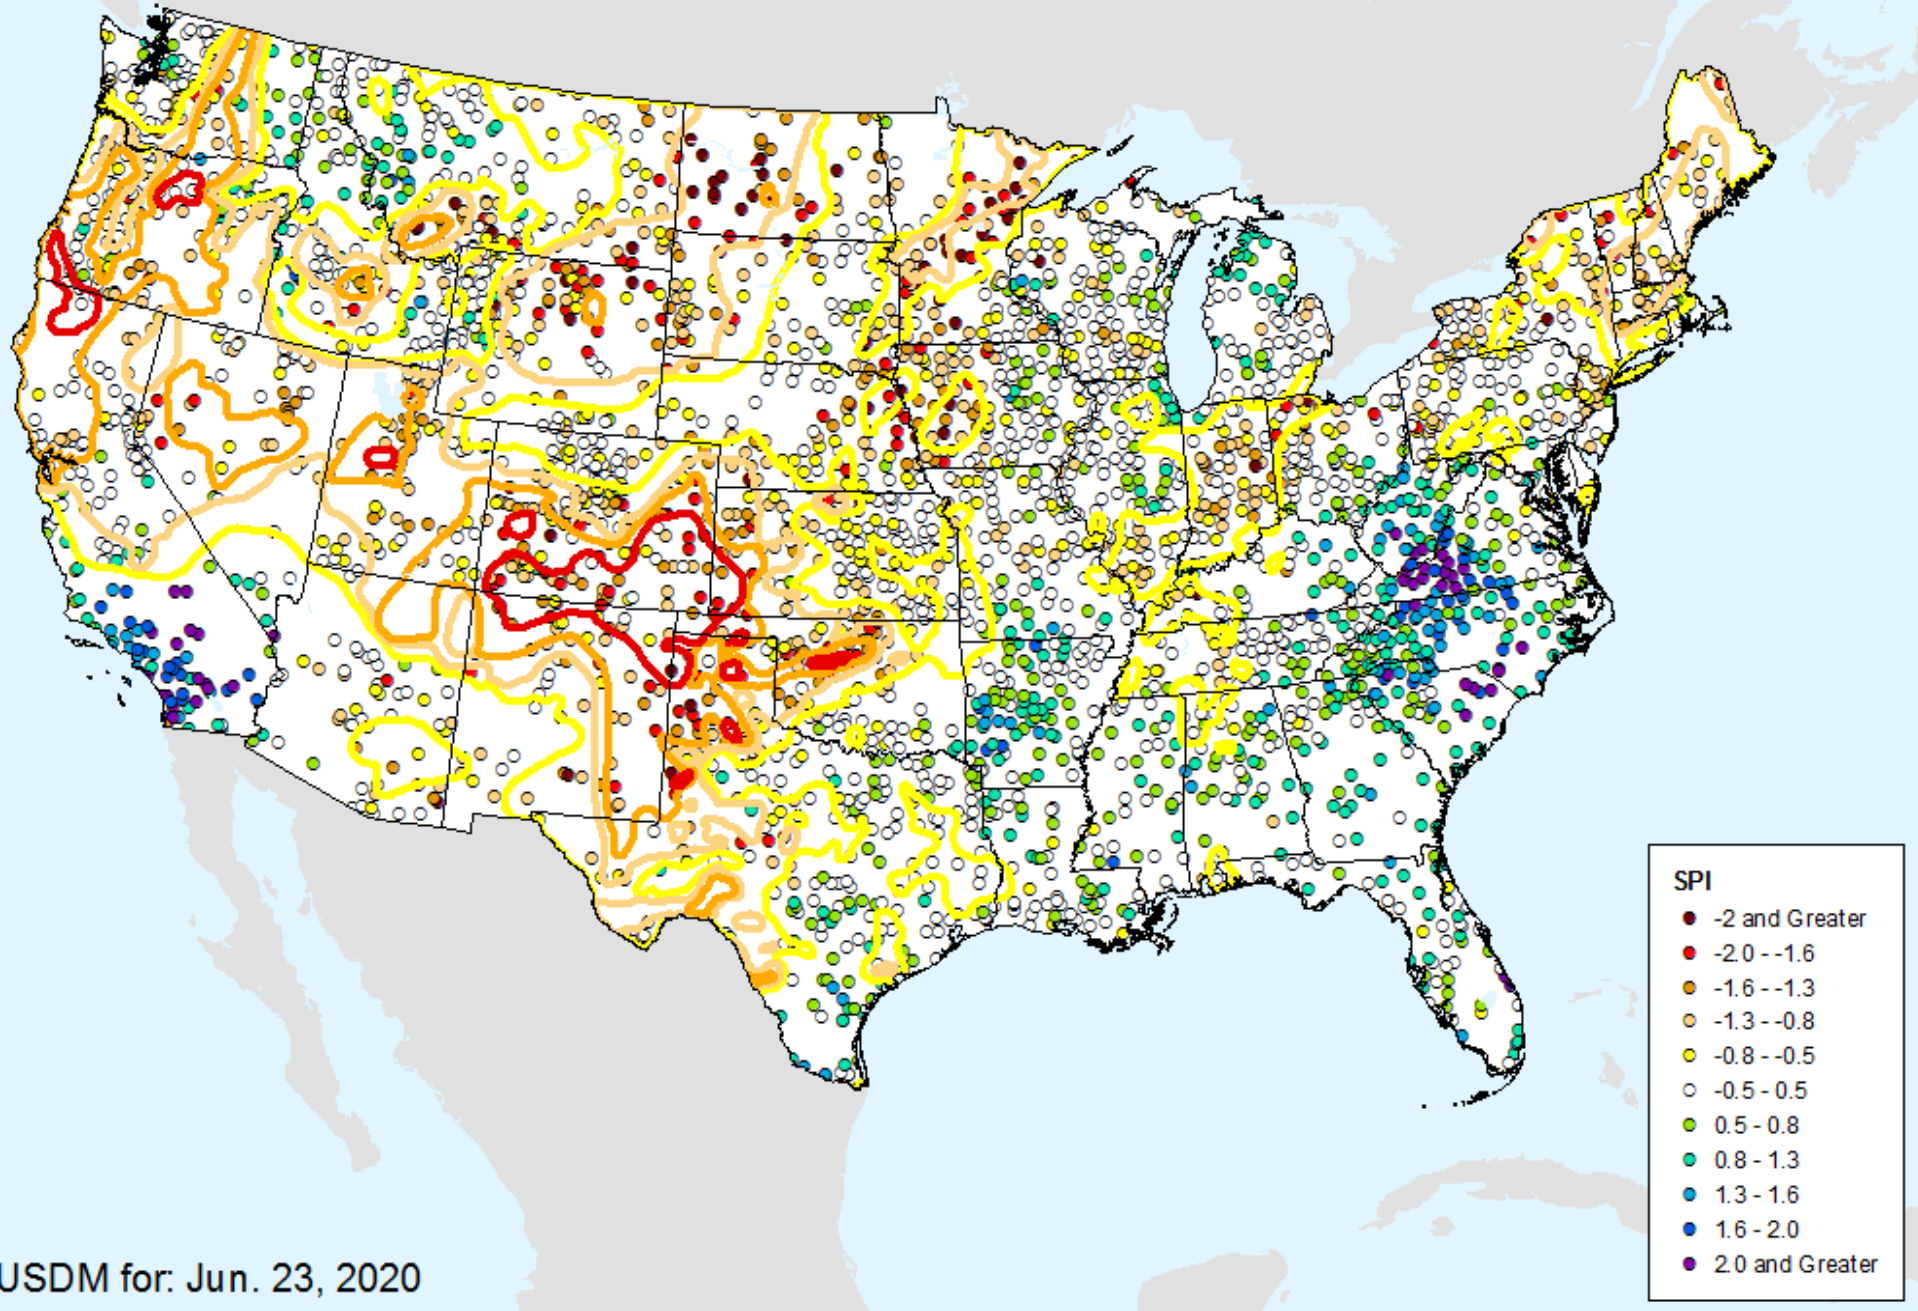 SPI
-2 and Greater
-2.0 - -1.6
-1.6 - -1.3
-1.3 - -0.8
-0.8 - -0.5
-0.5 - 0.5
0.5 - 0.8
0.8 - 1.3
1.3 - 1.6
1.6 - 2.0
2.0 and Greater
USDM for: Jun. 23, 2020